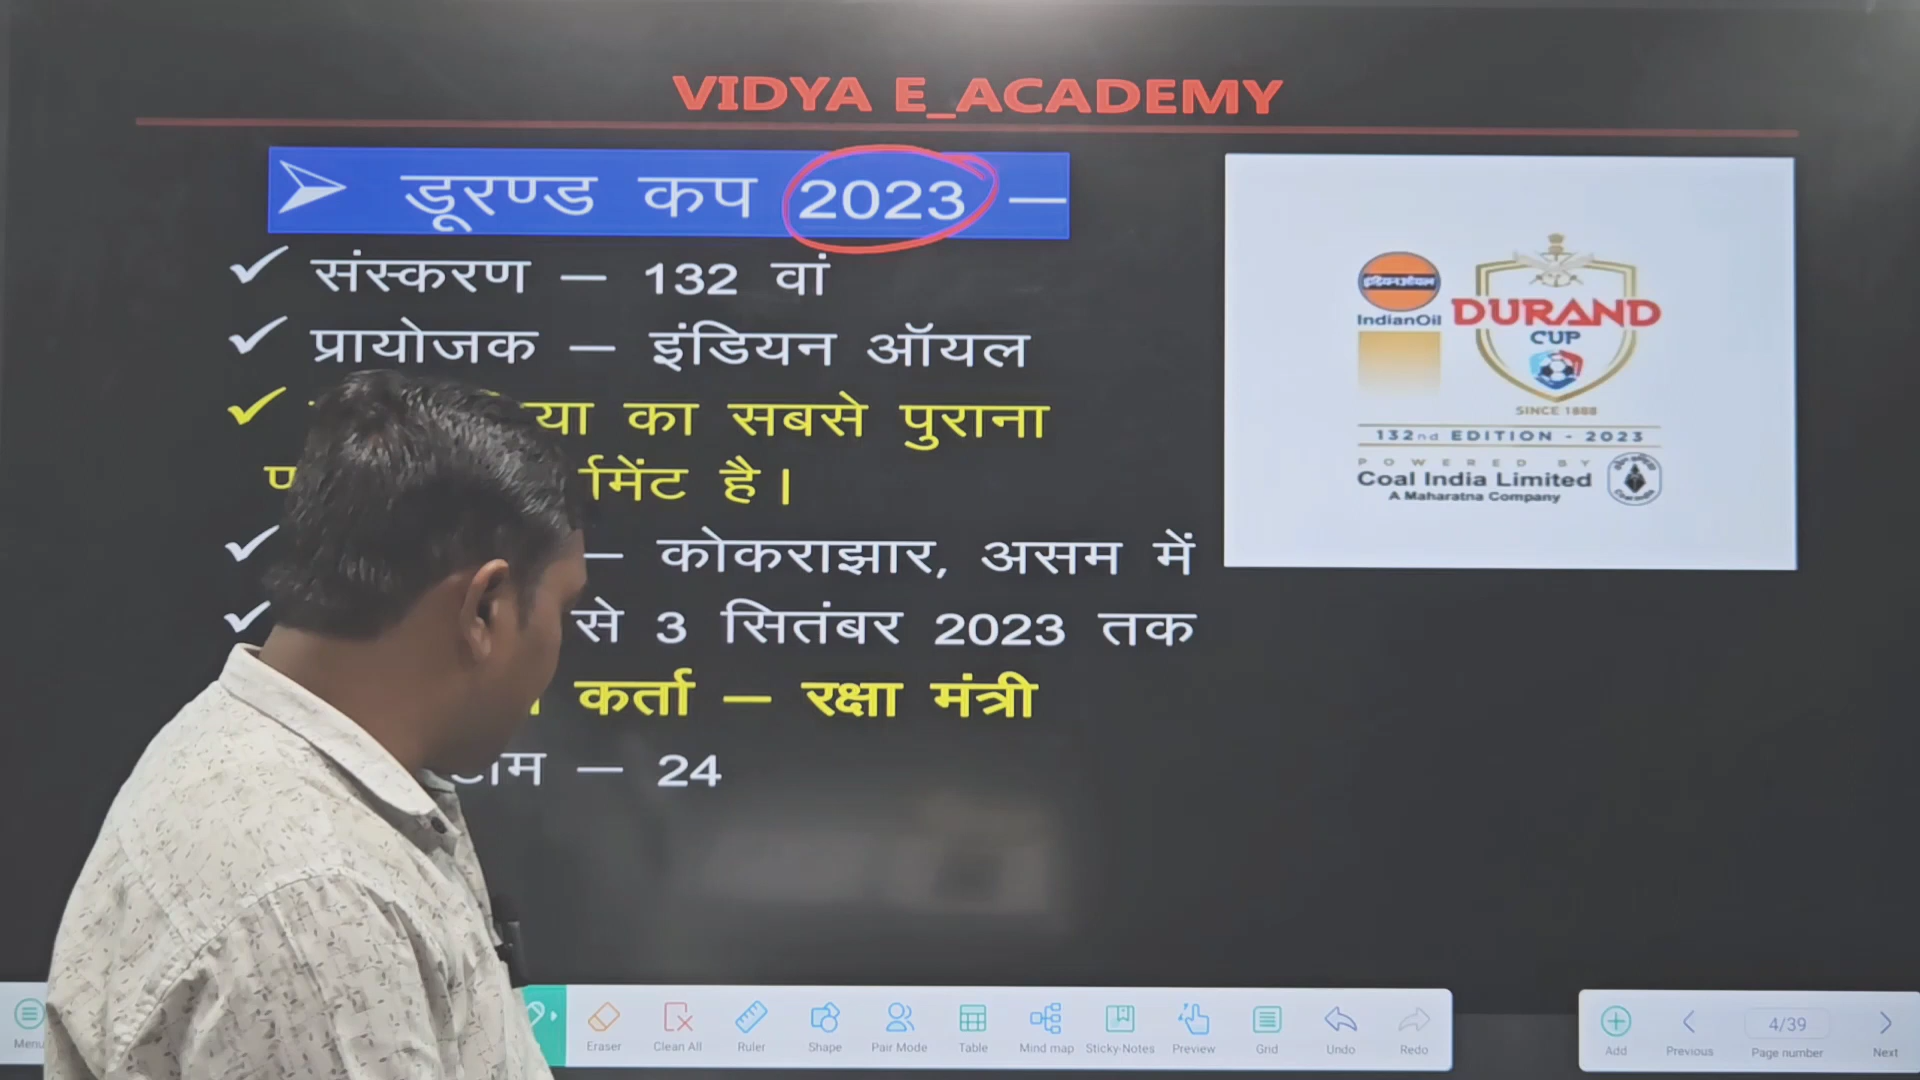 VIDYA E_ACADEMY
डूरण्ड कप 2023 —
संस्करण — 132 वां
प्रायोजक — इंडियन ऑयल
का सबसे पुराना
है।
— कोकराझार, असम में
से 3 सितंबर 2023 तक
कर्ता — रक्षा मंत्री
— 24
इंडियनऑयल
IndianOil
DURAND
CUP
SINCE 1888
132nd EDITION - 2023
POWERED BY
Coal India Limited
A Maharatna Company
Menu
Eraser
Clean All
Ruler
Shape
Pair Mode
Table
Mind map
Sticky-Notes
Preview
Grid
Undo
Redo
Add
Previous
4/39
Page number
Next